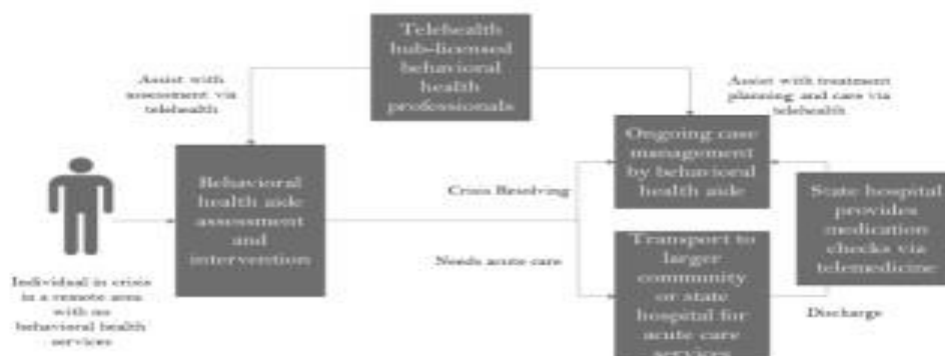 Telehealth
hub-licensed
behavioral
health
professionals
Assist with
assessment via
telehealth
Assist with treatment
planning and care via
telehealth
Behavioral
health aide
assessment
and
intervention
Ongoing case
management
by behavioral
health aide
Crisis Resolving
State hospital
provides
medication
checks via
telemedicine
Needs acute care
Transport to
larger
community
or state
hospital for
acute care
services
Discharge
Individual in crisis
in a remote area
with no
behavioral health
services